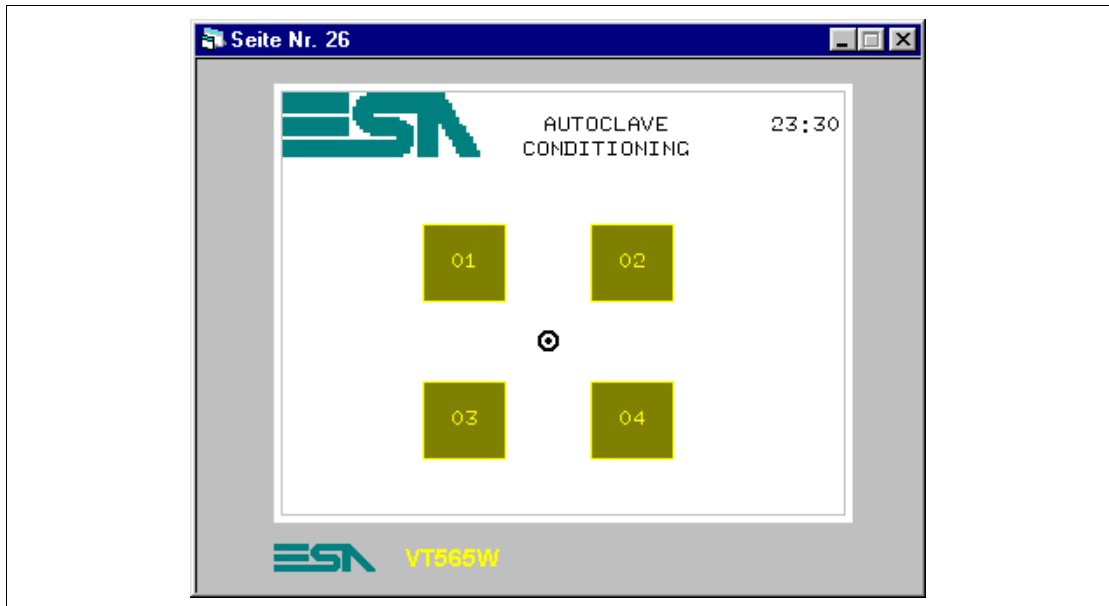 Seite Nr. 26
ESA
AUTOCLAVE
CONDITIONING
23:30
01
02
03
04
ESA
VT565W